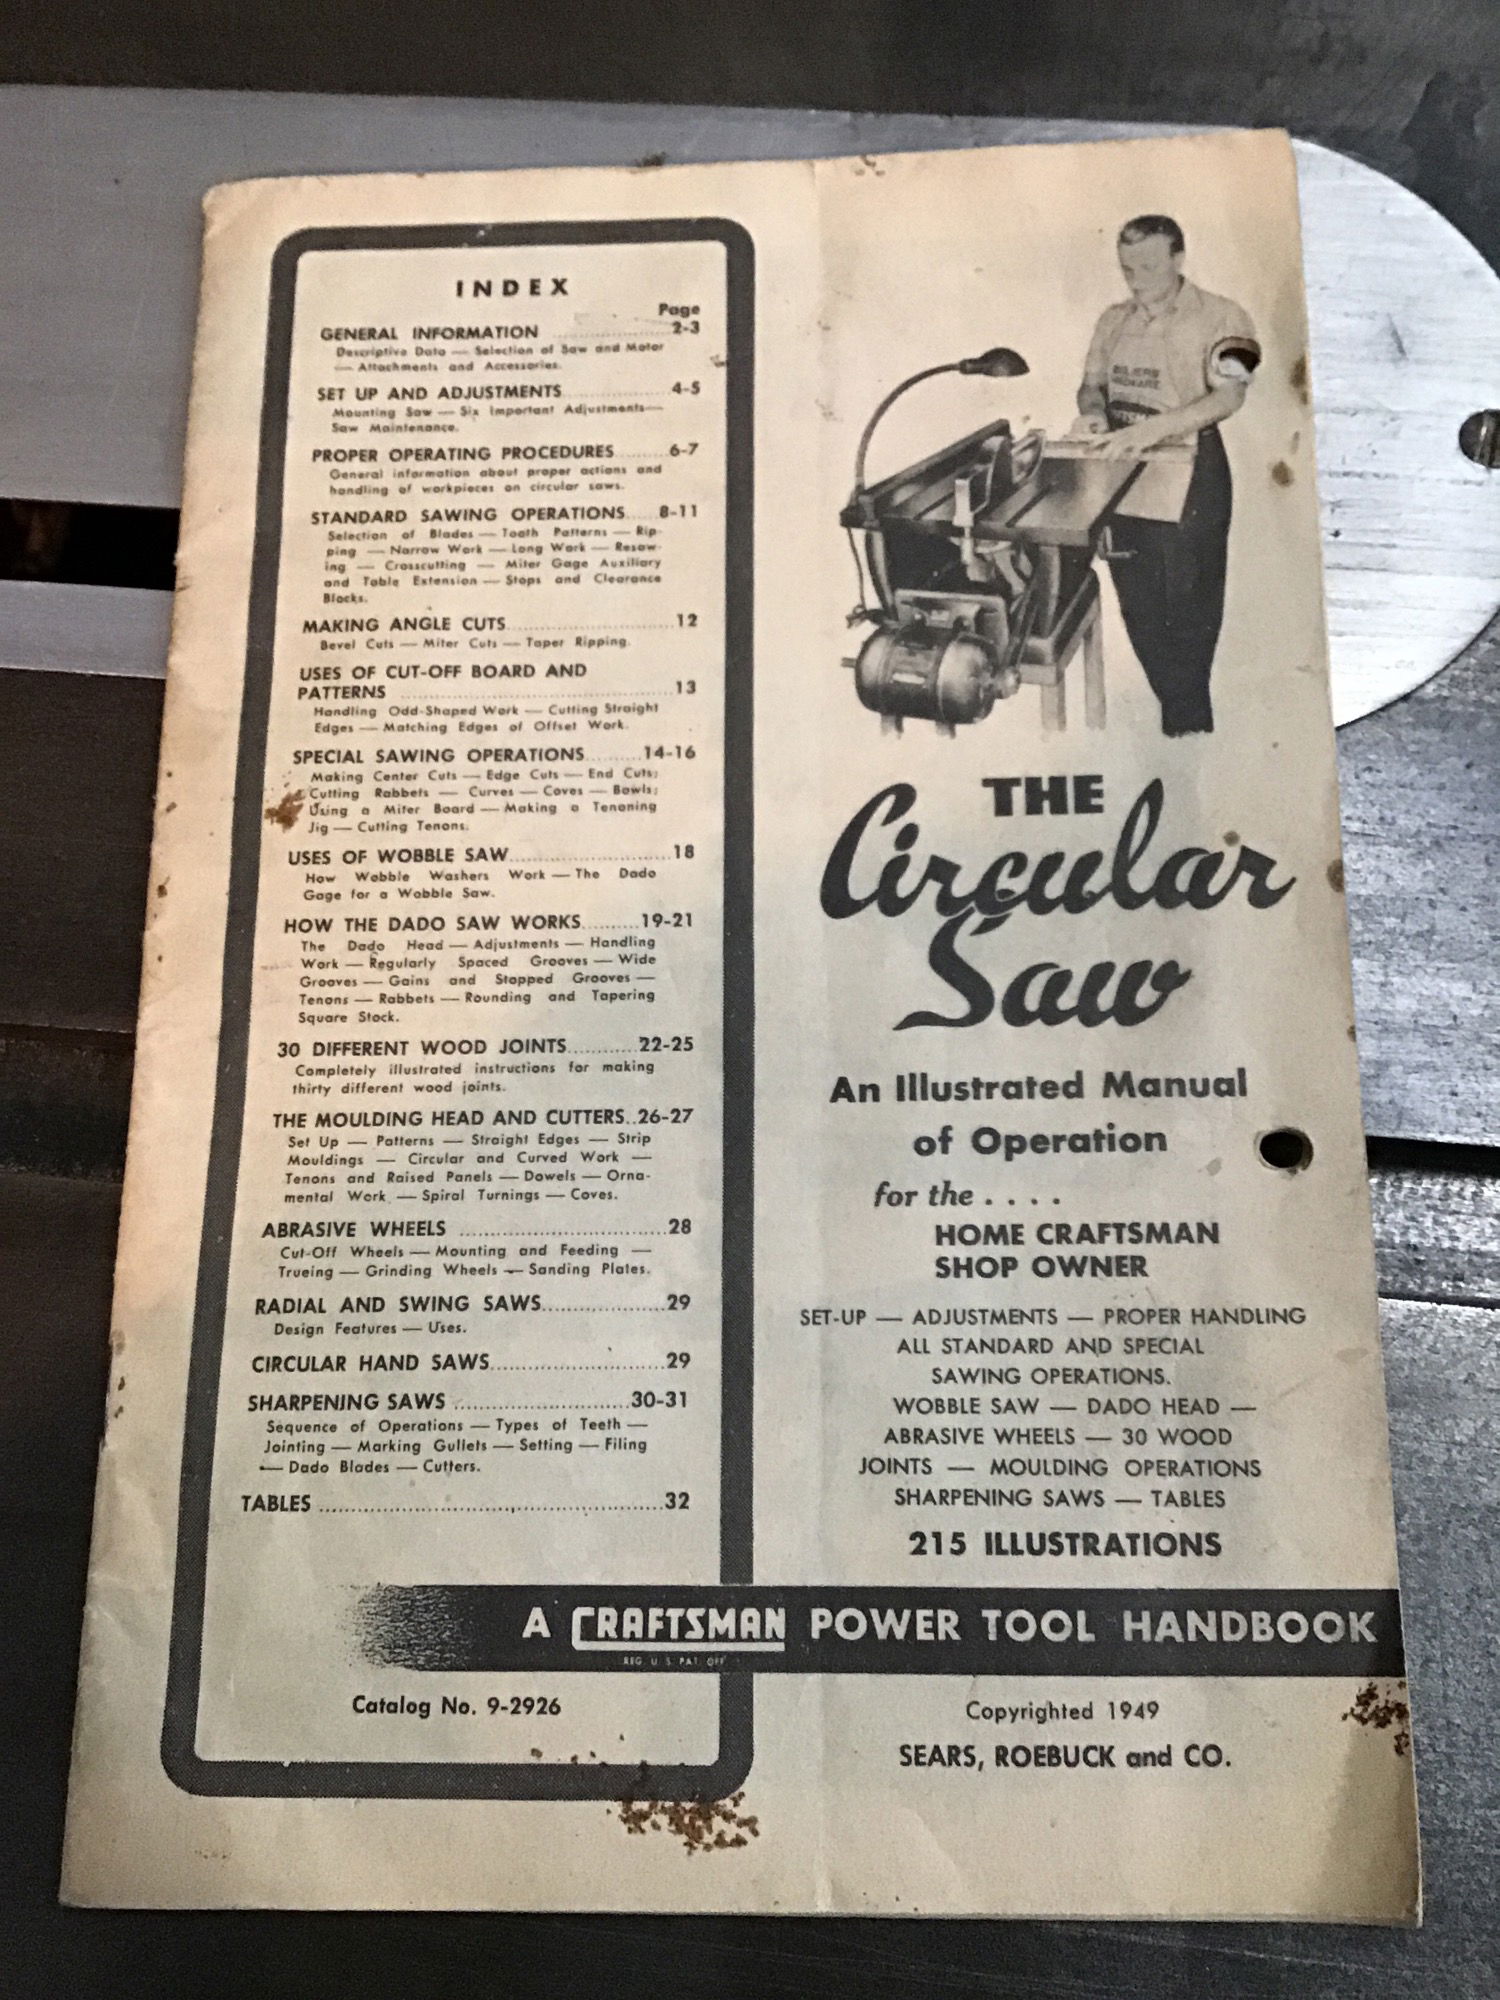 INDEX
Page
GENERAL INFORMATION ........ 2-3
Descriptive Data — Selection of Saw and Motor
— Attachments and Accessories.
SET UP AND ADJUSTMENTS ........ 4-5
Mounting Saw — Six Important Adjustments —
Saw Maintenance.
PROPER OPERATING PROCEDURES ........ 6-7
General information about proper actions and
handling of workpieces on circular saws.
STANDARD SAWING OPERATIONS ..... 8-11
Selection of Blades — Tooth Patterns — Rip-
ping — Narrow Work — Long Work — Resaw-
ing — Crosscutting — Miter Gage Auxiliary
and Table Extension — Stops and Clearance
Blocks.
MAKING ANGLE CUTS ........ 12
Bevel Cuts — Miter Cuts — Taper Ripping.
USES OF CUT-OFF BOARD AND
PATTERNS ........ 13
Handling Odd-Shaped Work — Cutting Straight
Edges — Matching Edges of Offset Work.
SPECIAL SAWING OPERATIONS ........ 14-16
Making Center Cuts — Edge Cuts — End Cuts;
Cutting Rabbets — Curves — Coves — Bowls;
Using a Miter Board — Making a Tenoning
Jig — Cutting Tenons.
USES OF WOBBLE SAW ........ 18
How Wobble Washers Work — The Dado
Gage for a Wobble Saw.
HOW THE DADO SAW WORKS ........ 19-21
The Dado Head — Adjustments — Handling
Work — Regularly Spaced Grooves — Wide
Grooves — Gains and Stopped Grooves —
Tenons — Rabbets — Rounding and Tapering
Square Stock.
30 DIFFERENT WOOD JOINTS ........ 22-25
Completely illustrated instructions for making
thirty different wood joints.
THE MOULDING HEAD AND CUTTERS..26-27
Set Up — Patterns — Straight Edges — Strip
Mouldings — Circular and Curved Work —
Tenons and Raised Panels — Dowels — Orna-
mental Work — Spiral Turnings — Coves.
ABRASIVE WHEELS ........ 28
Cut-Off Wheels — Mounting and Feeding —
Trueing — Grinding Wheels — Sanding Plates.
RADIAL AND SWING SAWS ........ 29
Design Features — Uses.
CIRCULAR HAND SAWS ........ 29
SHARPENING SAWS ........ 30-31
Sequence of Operations — Types of Teeth —
Jointing — Marking Gullets — Setting — Filing
— Dado Blades — Cutters.
TABLES ........ 32
THE
Circular
Saw
An Illustrated Manual
of Operation
for the . . . .
HOME CRAFTSMAN
SHOP OWNER
SET-UP — ADJUSTMENTS — PROPER HANDLING
ALL STANDARD AND SPECIAL
SAWING OPERATIONS.
WOBBLE SAW — DADO HEAD —
ABRASIVE WHEELS — 30 WOOD
JOINTS — MOULDING OPERATIONS
SHARPENING SAWS — TABLES
215 ILLUSTRATIONS
A CRAFTSMAN POWER TOOL HANDBOOK
REG. U. S. PAT. OFF.
Catalog No. 9-2926
Copyrighted 1949
SEARS, ROEBUCK and CO.